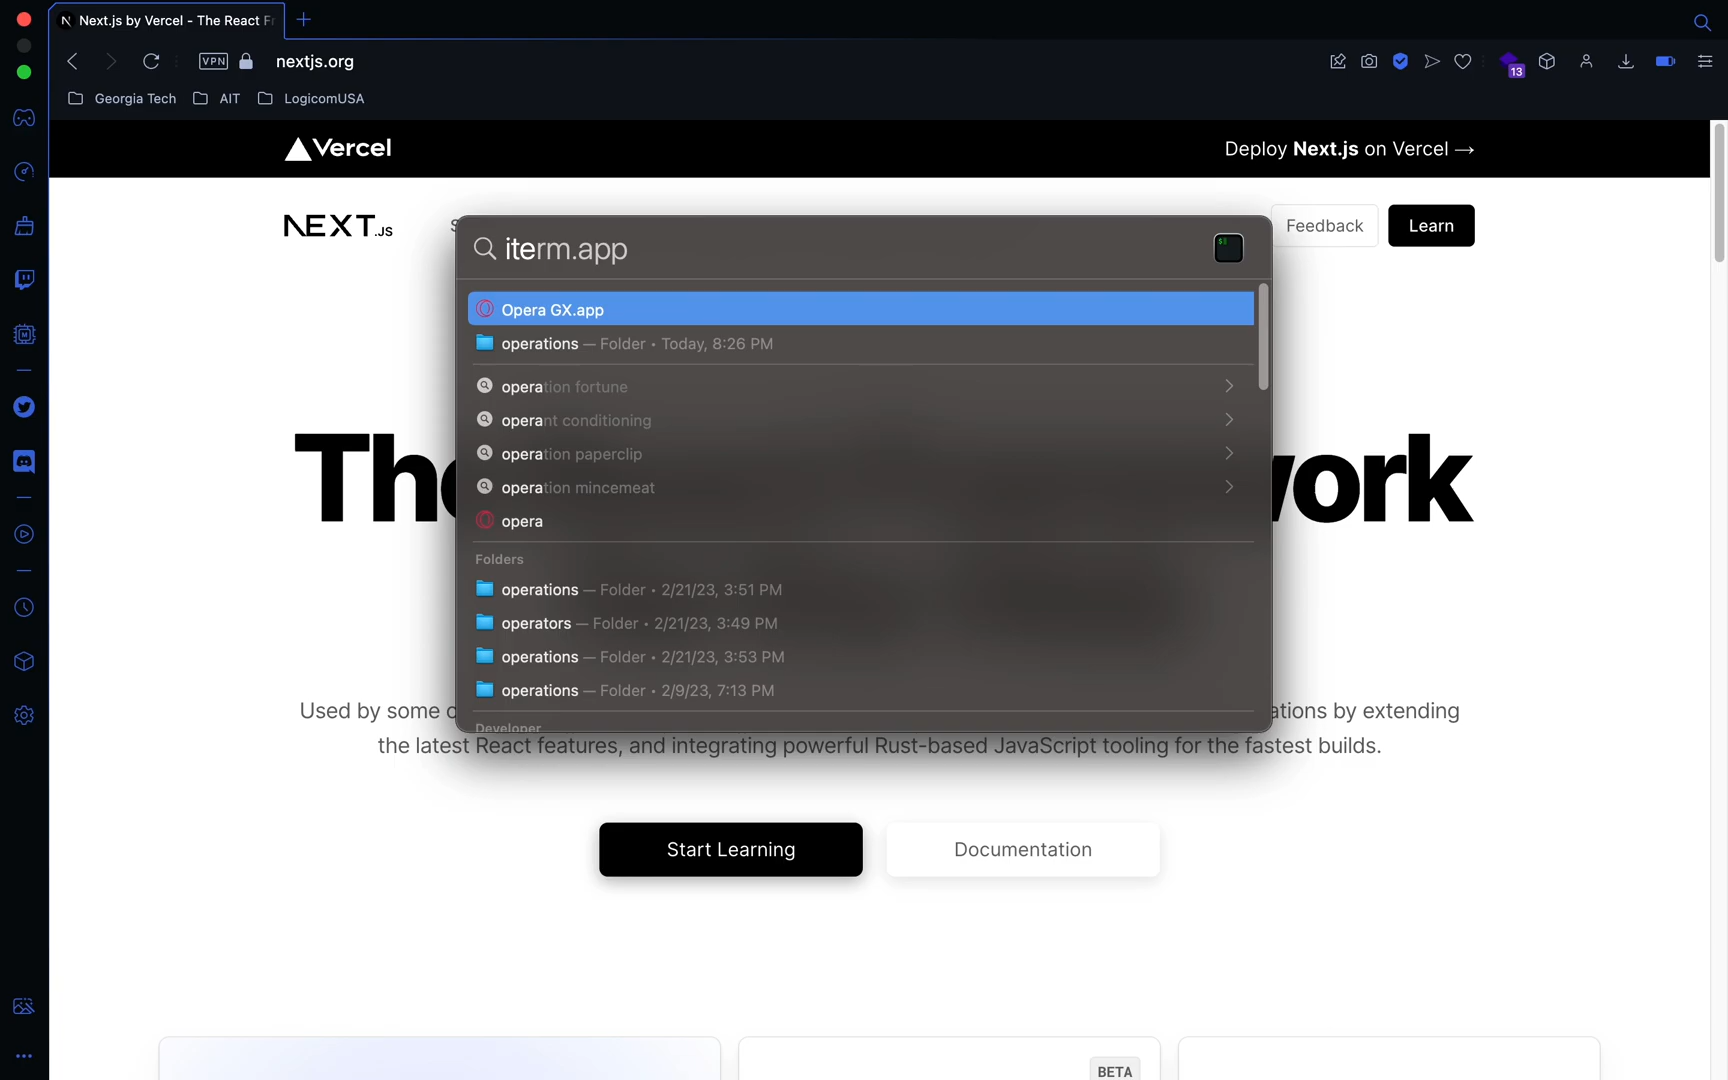 Next.js by Vercel - The React Fr
VPN
nextjs.org
13
Georgia Tech
AIT
LogicomUSA
Vercel
Deploy Next.js on Vercel →
NEXT.JS
S
Feedback
Learn
iterm.app
Opera GX.app
operations — Folder • Today, 8:26 PM
operation fortune
operant conditioning
operation paperclip
operation mincemeat
opera
The
work
Folders
operations — Folder • 2/21/23, 3:51 PM
operators — Folder • 2/21/23, 3:49 PM
operations — Folder • 2/21/23, 3:53 PM
operations — Folder • 2/9/23, 7:13 PM
Developer
Used by some o
ations by extending
the latest React features, and integrating powerful Rust-based JavaScript tooling for the fastest builds.
Start Learning
Documentation
BETA